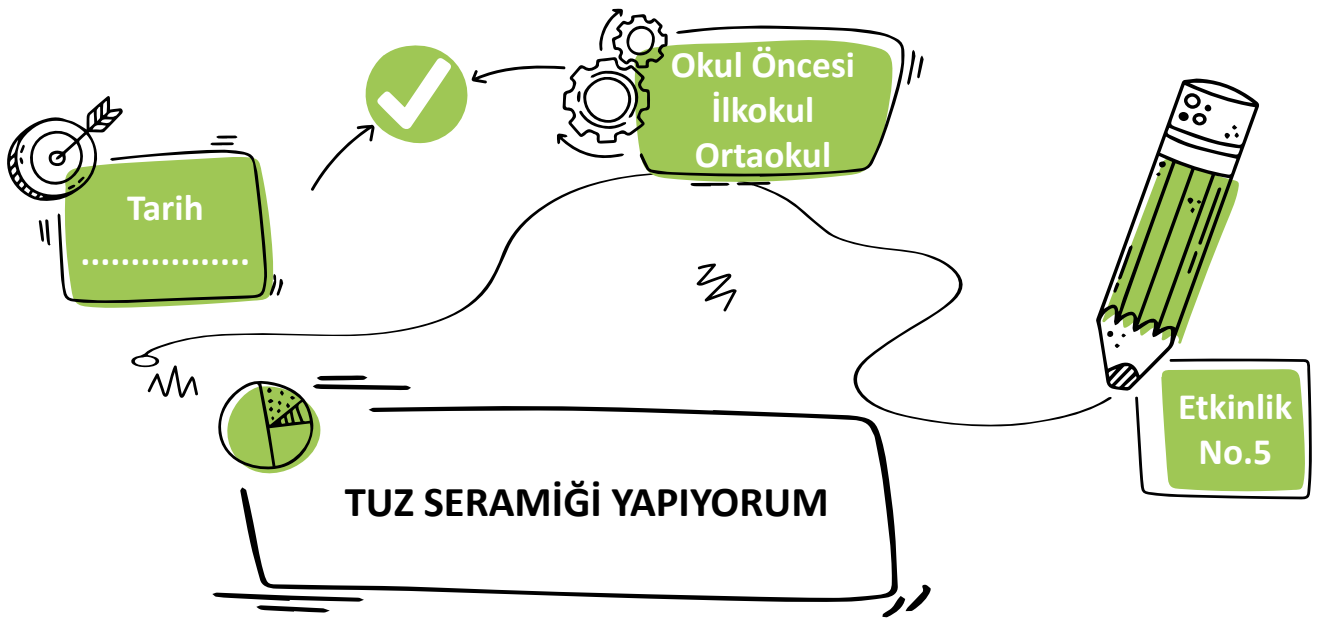 Okul Öncesi
İlkokul
Ortaokul
Tarih
.................
Etkinlik
No.5
TUZ SERAMİĞİ YAPIYORUM